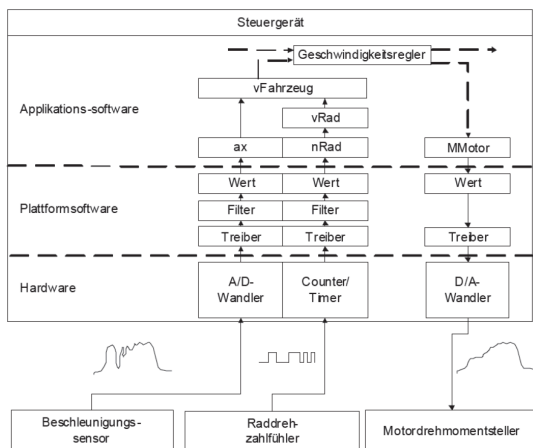 Steuergerät
Geschwindigkeitsregler
vFahrzeug
Applikations-software
vRad
ax nRad MMotor
Wert Wert Wert
Plattformsoftware
Filter Filter
Treiber Treiber Treiber
Hardware
A/D- Counter/ D/A-
Wandler Timer Wandler
Beschleunigungs-
sensor
Raddreh-
zahlfühler
Motordrehmomentsteller